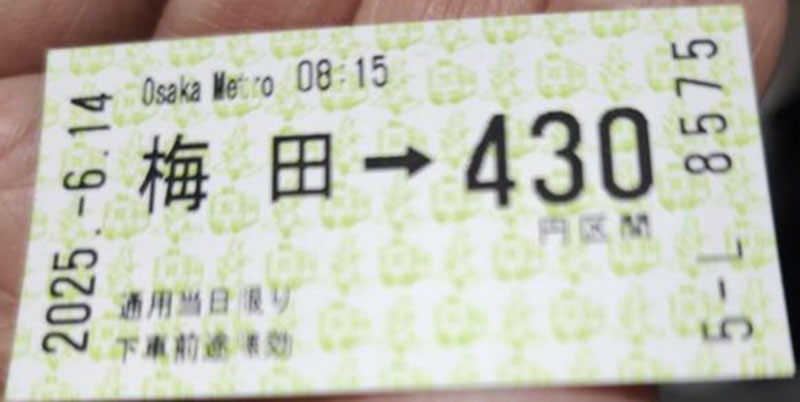 Osaka Metro 08:15
梅田→430
円区間
通用当日限り
下車前途無効
2025.-6.14
5-L 8575